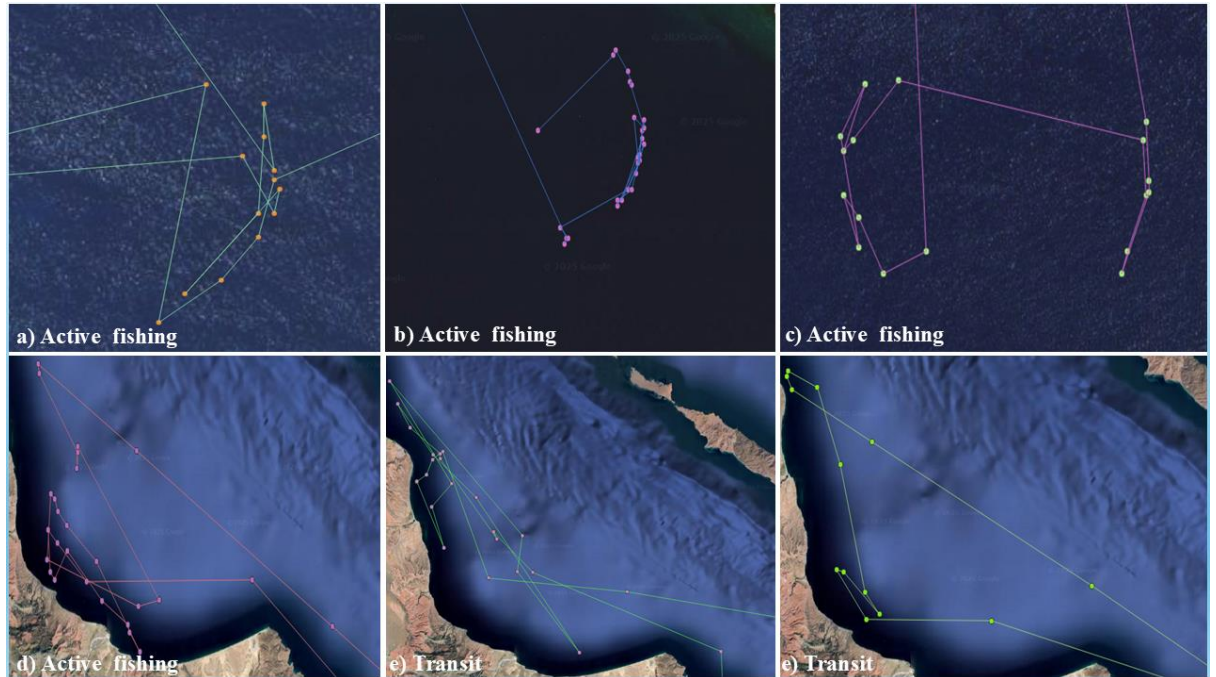 a) Active fishing
b) Active fishing
c) Active fishing
d) Active fishing
e) Transit
e) Transit